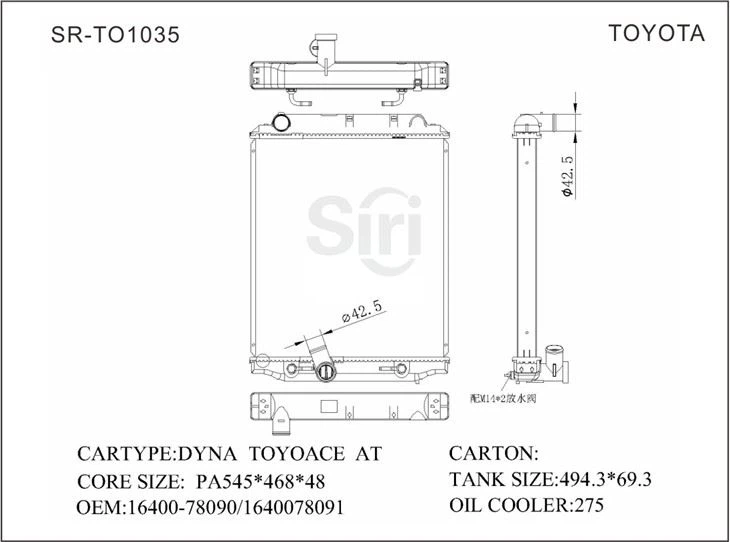 SR-TO1035
TOYOTA
ø42.5
Siri
ø42.5
配M14*2放水阀
CARTYPE:DYNA TOYOACE AT
CARTON:
CORE SIZE: PA545*468*48
TANK SIZE:494.3*69.3
OEM:16400-78090/1640078091
OIL COOLER:275